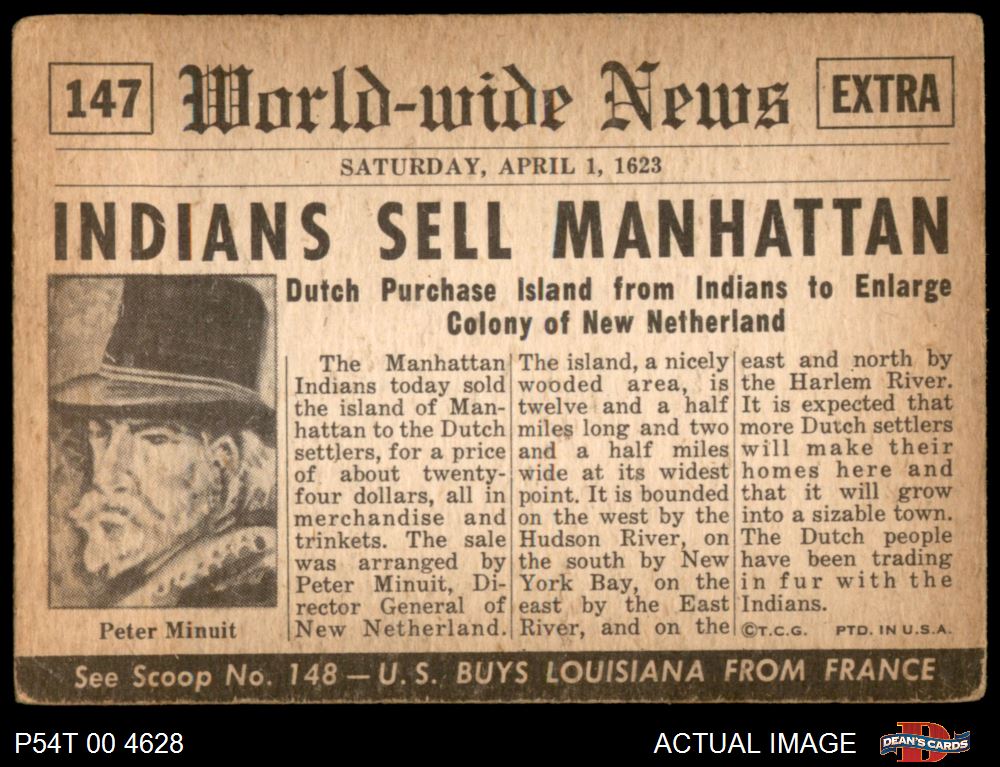 147 World-wide News EXTRA
SATURDAY, APRIL 1, 1623
INDIANS SELL MANHATTAN
Dutch Purchase Island from Indians to Enlarge
Colony of New Netherland
The Manhattan
Indians today sold
the island of Man-
hattan to the Dutch
settlers, for a price
of about twenty-
four dollars, all in
merchandise and
trinkets. The sale
was arranged by
Peter Minuit, Di-
rector General of
New Netherland.
The island, a nicely
wooded area, is
twelve and a half
miles long and two
and a half miles
wide at its widest
point. It is bounded
on the west by the
Hudson River, on
the south by New
York Bay, on the
east by the East
River, and on the
east and north by
the Harlem River.
It is expected that
more Dutch settlers
will make their
homes here and
that it will grow
into a sizable town.
The Dutch people
have been trading
in fur with the
Indians.
©T.C.G. PTD. IN U.S.A.
Peter Minuit
See Scoop No. 148 — U.S. BUYS LOUISIANA FROM FRANCE
P54T 00 4628
ACTUAL IMAGE
D
DEAN'S CARDS